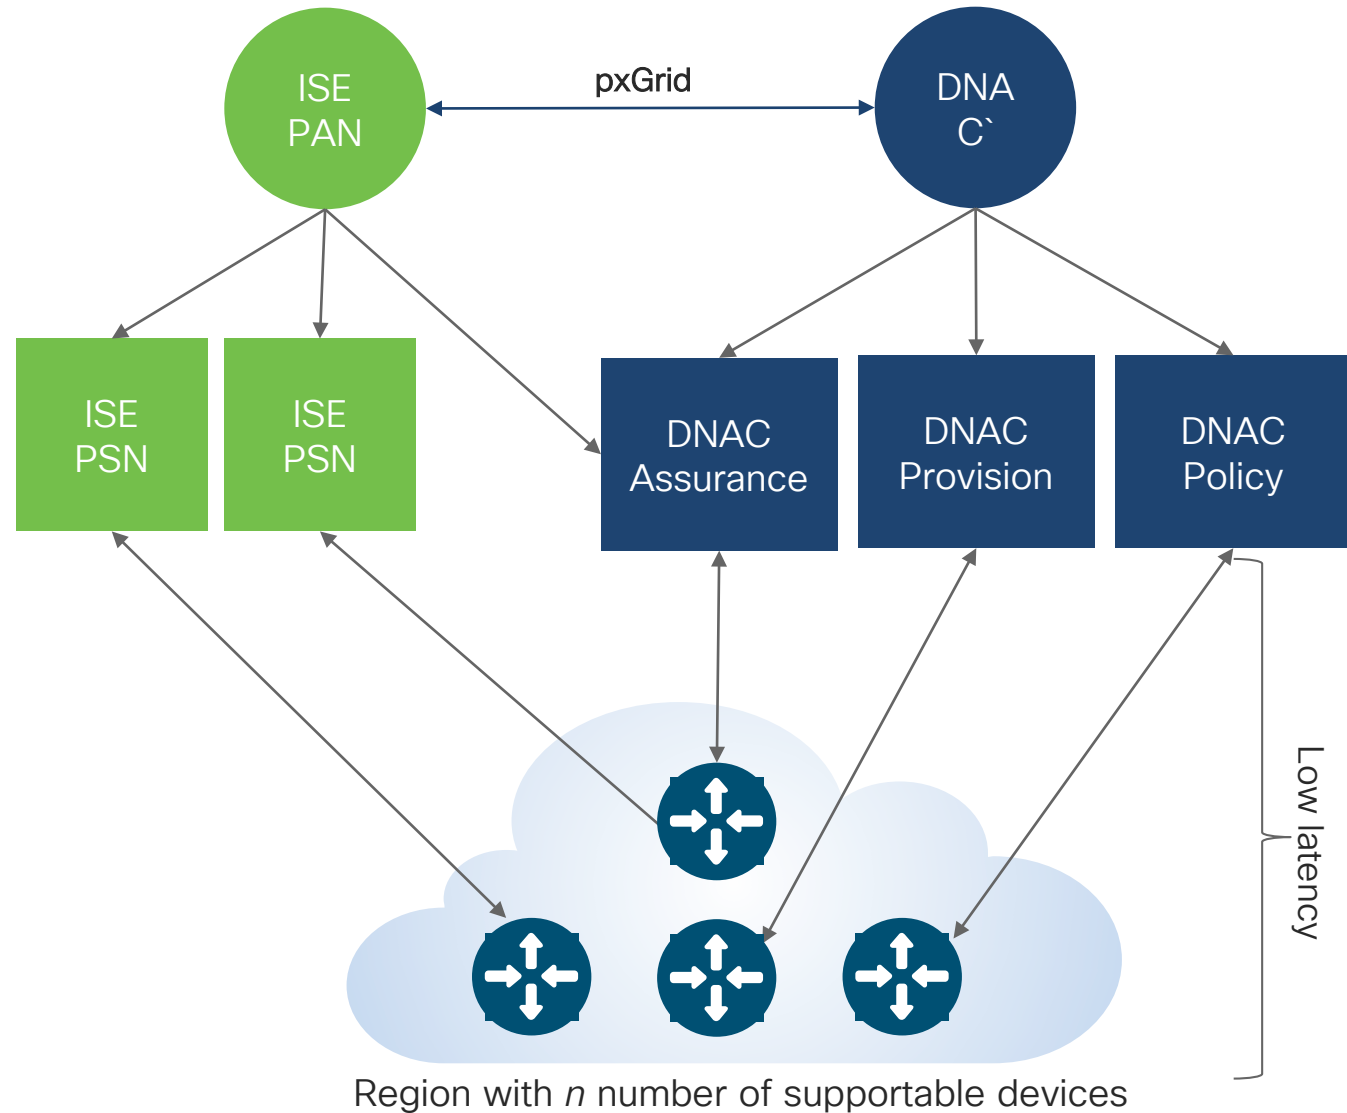 ISE
PAN
pxGrid
DNA
C`
ISE
PSN
ISE
PSN
DNAC
Assurance
DNAC
Provision
DNAC
Policy
Low latency
Region with n number of supportable devices